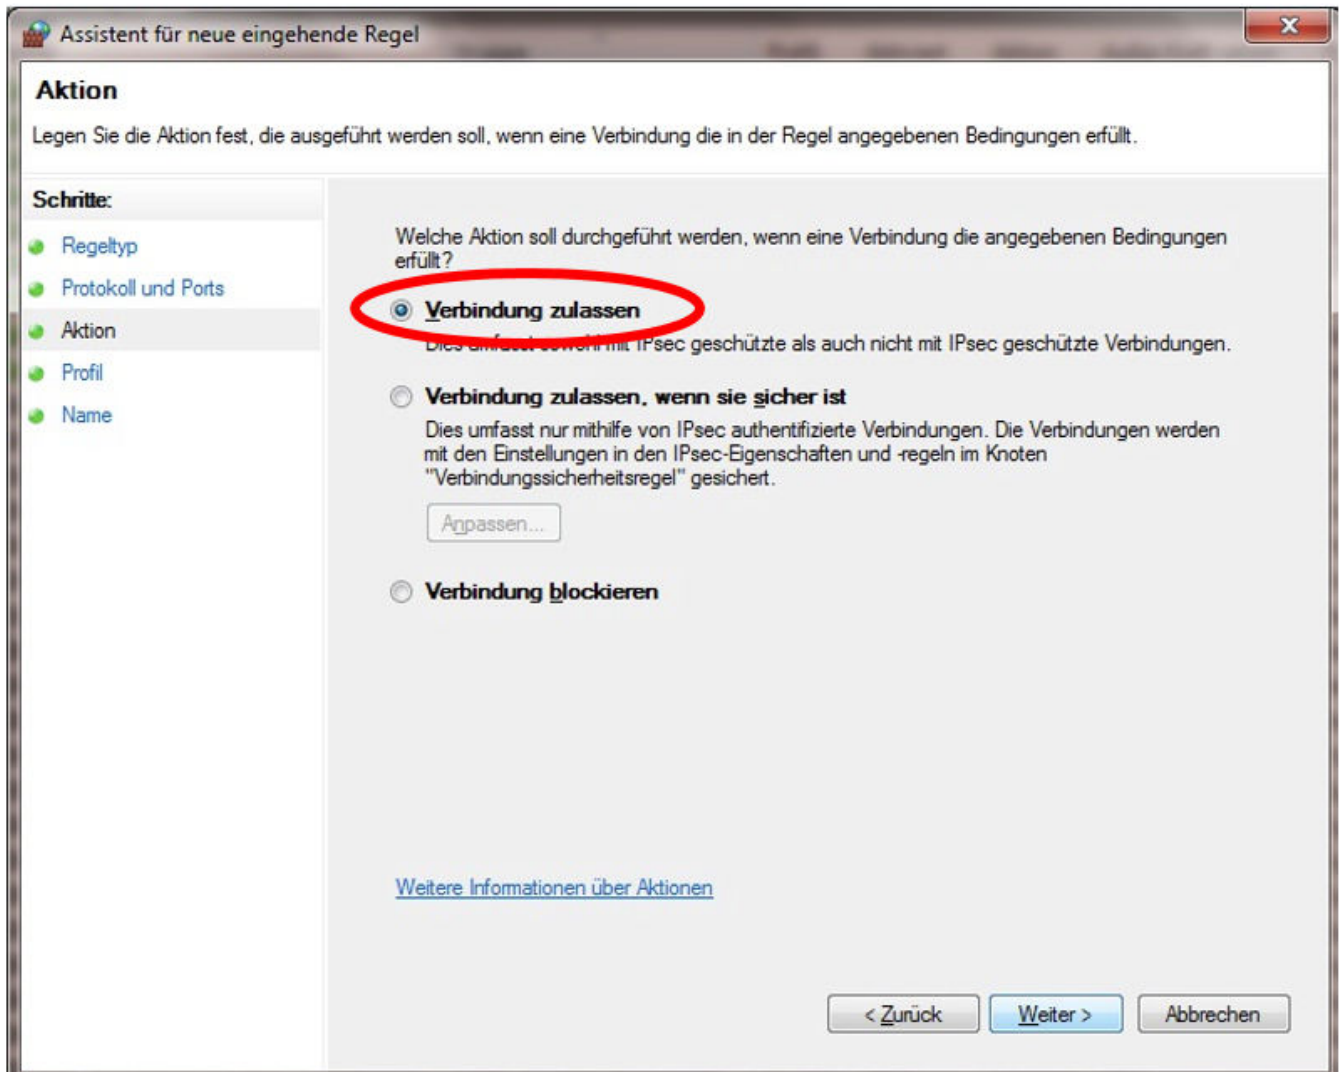 Assistent für neue eingehende Regel
Aktion
Legen Sie die Aktion fest, die ausgeführt werden soll, wenn eine Verbindung die in der Regel angegebenen Bedingungen erfüllt.
Schritte:
Regeltyp
Protokoll und Ports
Aktion
Profil
Name
Welche Aktion soll durchgeführt werden, wenn eine Verbindung die angegebenen Bedingungen
erfüllt?
Verbindung zulassen
Dies umfasst sowohl mit IPsec geschützte als auch nicht mit IPsec geschützte Verbindungen.
Verbindung zulassen, wenn sie sicher ist
Dies umfasst nur mithilfe von IPsec authentifizierte Verbindungen. Die Verbindungen werden
mit den Einstellungen in den IPsec-Eigenschaften und -regeln im Knoten
"Verbindungssicherheitsregel" gesichert.
Anpassen...
Verbindung blockieren
Weitere Informationen über Aktionen
< Zurück
Weiter >
Abbrechen